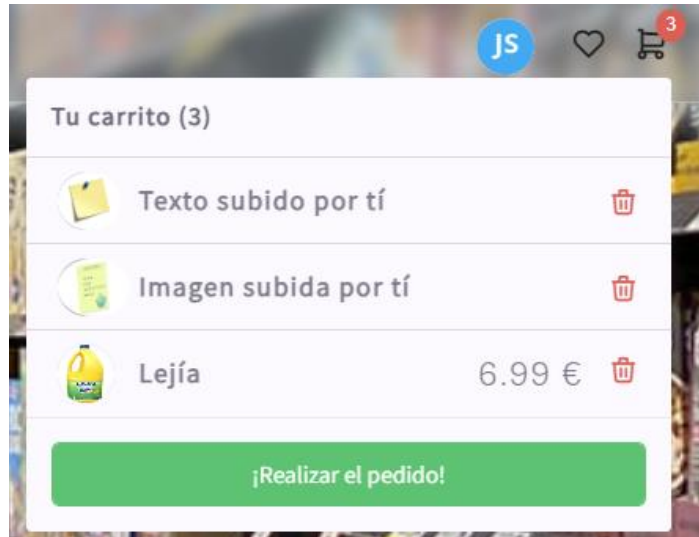 JS
3
Tu carrito (3)
Texto subido por tí
Imagen subida por tí
Lejía
6.99 €
¡Realizar el pedido!